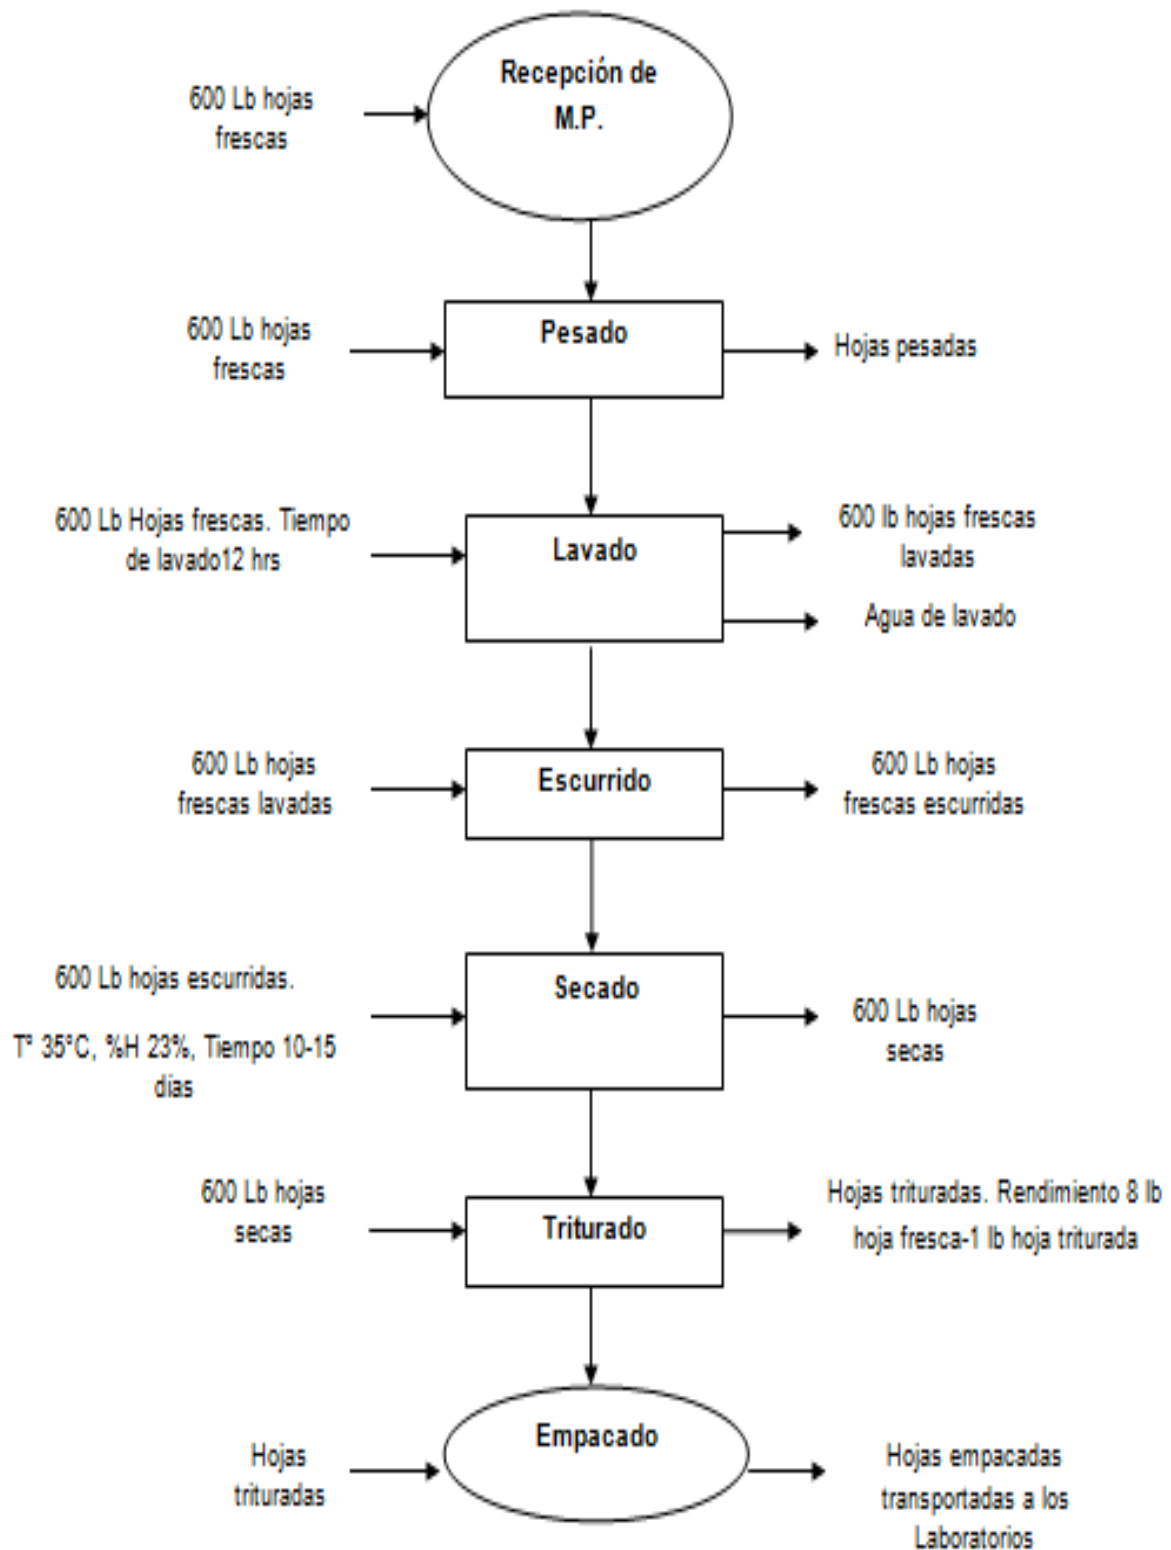 Recepción de
M.P.
600 Lb hojas
frescas
600 Lb hojas
frescas
Pesado
Hojas pesadas
600 Lb Hojas frescas. Tiempo
de lavado12 hrs
Lavado
600 lb hojas frescas
lavadas
Agua de lavado
600 Lb hojas
frescas lavadas
Escurrido
600 Lb hojas
frescas escurridas
600 Lb hojas escurridas.
Tº 35°C, %H 23%, Tiempo 10-15
dias
Secado
600 Lb hojas
secas
600 Lb hojas
secas
Triturado
Hojas trituradas. Rendimiento 8 lb
hoja fresca-1 lb hoja triturada
Hojas
trituradas
Empacado
Hojas empacadas
transportadas a los
Laboratorios